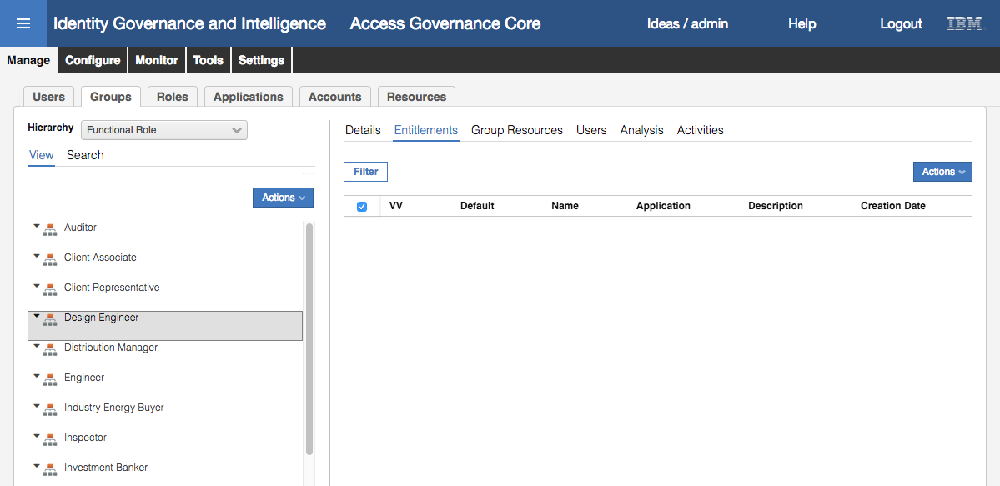 Identity Governance and Intelligence Access Governance Core Ideas / admin Help Logout IBM
Manage Configure Monitor Tools Settings
Users Groups Roles Applications Accounts Resources
Hierarchy Functional Role
View Search
Actions
Auditor
Client Associate
Client Representative
Design Engineer
Distribution Manager
Engineer
Industry Energy Buyer
Inspector
Investment Banker
Details Entitlements Group Resources Users Analysis Activities
Filter Actions
VV Default Name Application Description Creation Date